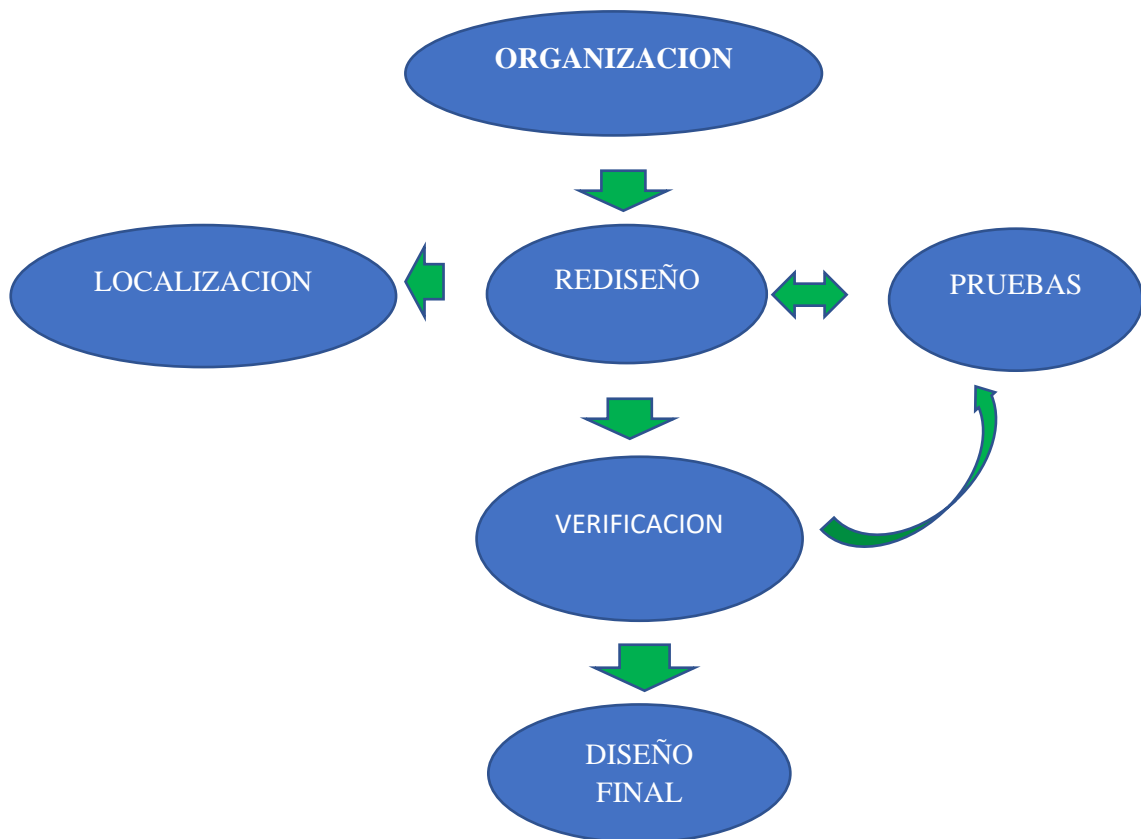 ORGANIZACION
LOCALIZACION
REDISEÑO
PRUEBAS
VERIFICACION
DISEÑO
FINAL